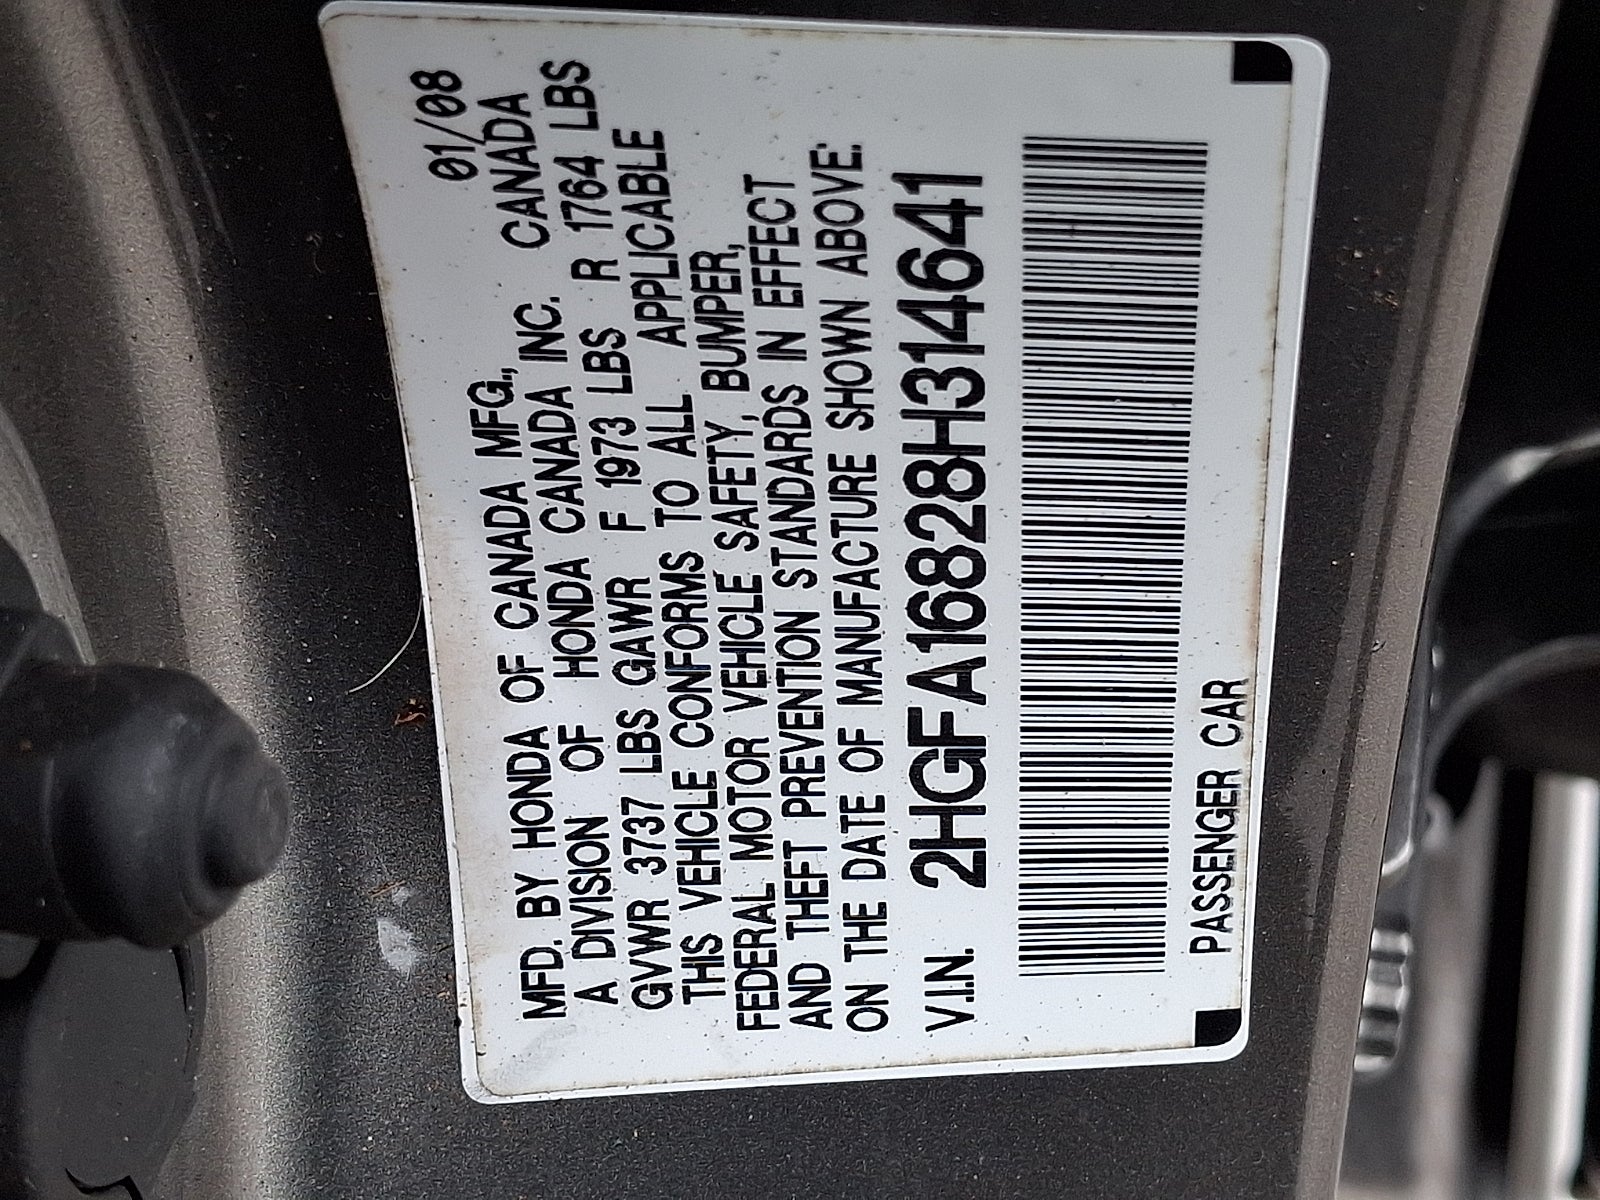 01/08
MFD. BY HONDA OF CANADA MFG., CANADA
A DIVISION OF HONDA CANADA INC.
GVWR 3737 LBS GAWR F 1973 LBS R 1764 LBS
THIS VEHICLE CONFORMS TO ALL APPLICABLE
FEDERAL MOTOR VEHICLE SAFETY, BUMPER,
AND THEFT PREVENTION STANDARDS IN EFFECT
ON THE DATE OF MANUFACTURE SHOWN ABOVE.
V.I.N. 2HGFA16828H314641
PASSENGER CAR